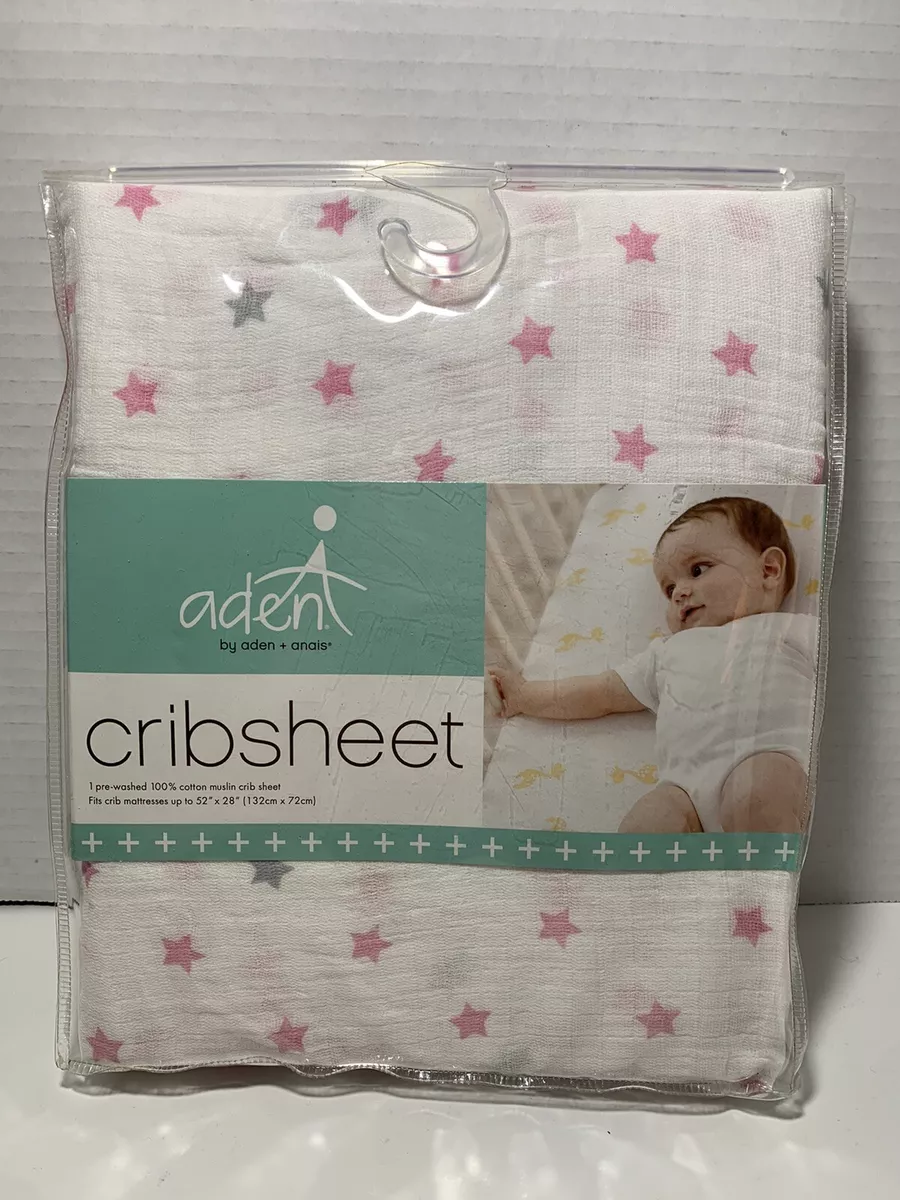 aden®
by aden + anais®
cribsheet
1 pre-washed 100% cotton muslin crib sheet
Fits crib mattresses up to 52" x 28" (132cm x 72cm)